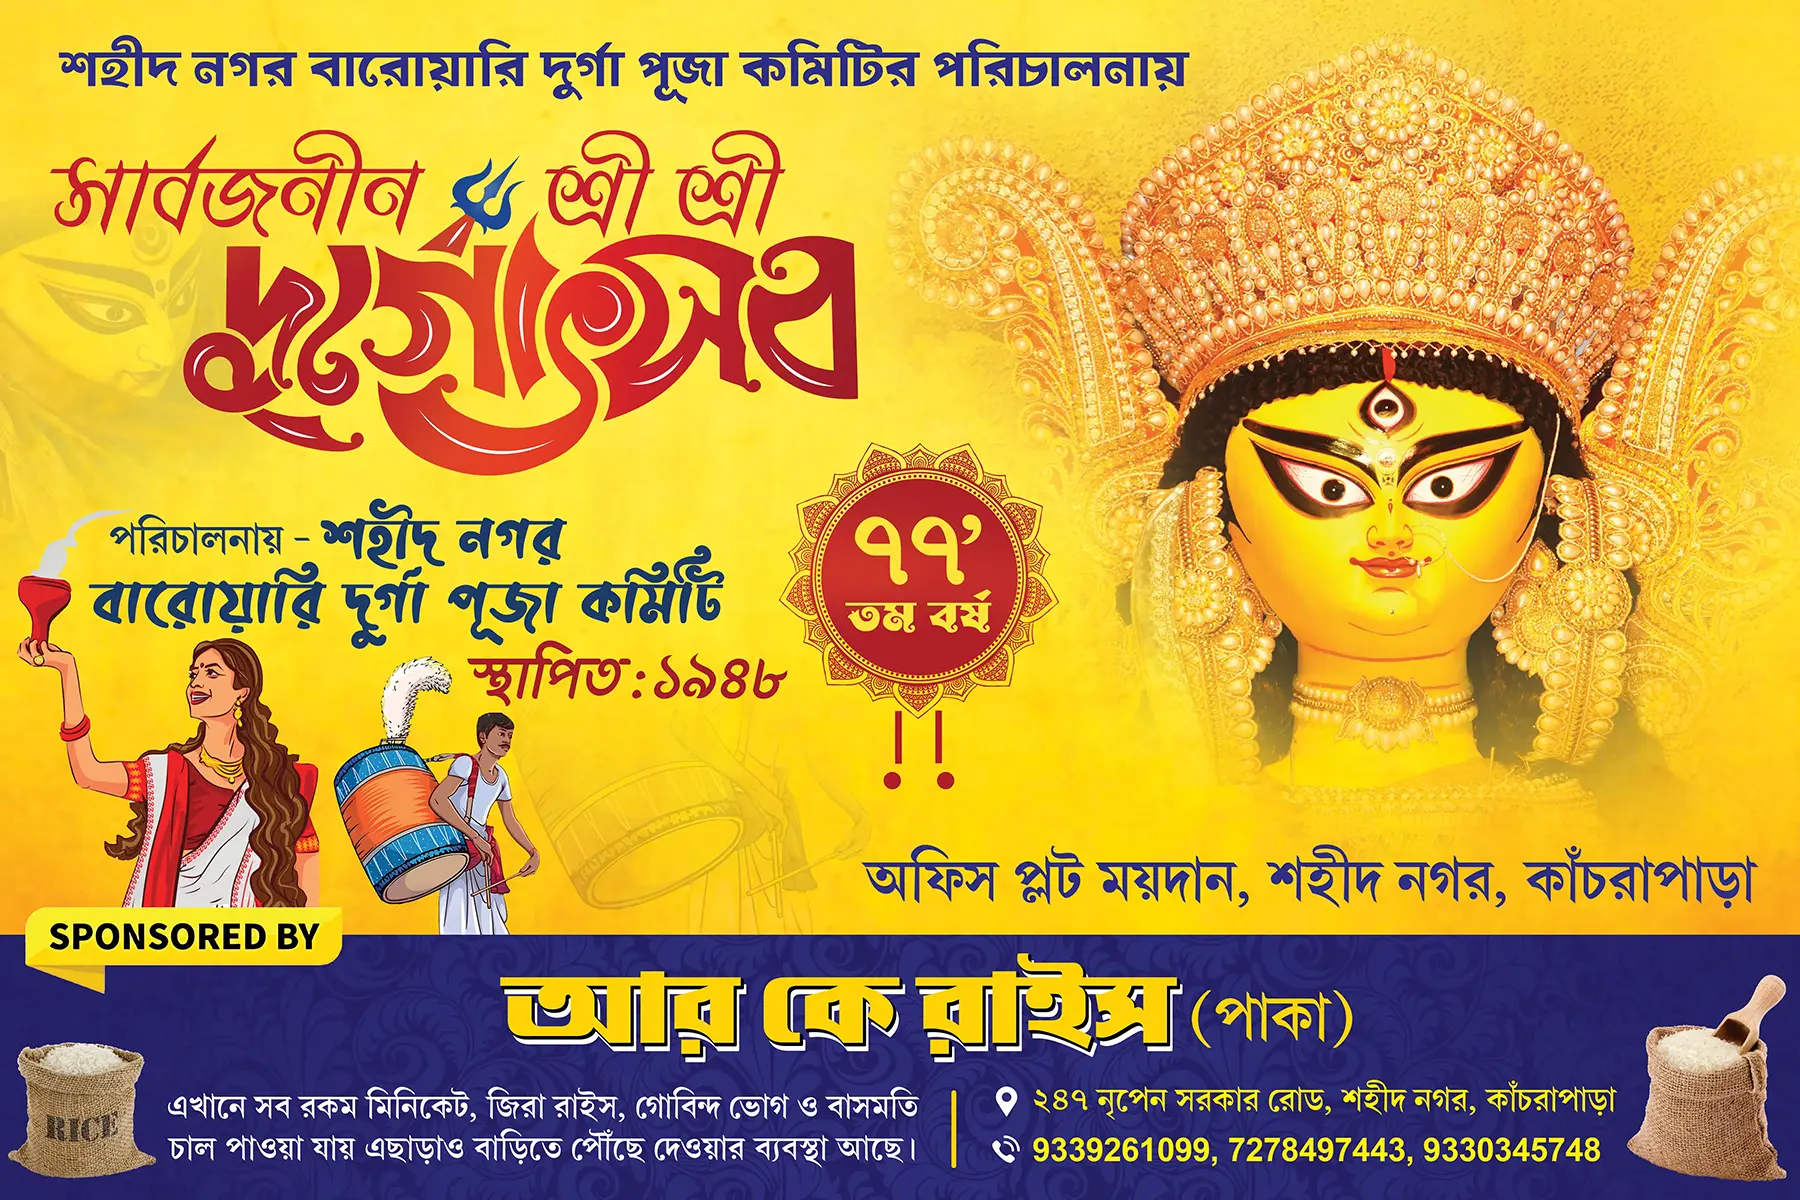 শহীদ নগর বারোয়ারি দুর্গা পূজা কমিটির পরিচালনায়
সার্বজনীন শ্রী শ্রী
দুর্গোৎসব
পরিচালনায় - শহীদ নগর
বারোয়ারি দুর্গা পূজা কমিটি
স্থাপিত : ১৯৪৮
৭৭'
তম বর্ষ
!!
অফিস প্লট ময়দান, শহীদ নগর, কাঁচরাপাড়া
SPONSORED BY
আর কে রাইস (পাকা)
RICE
এখানে সব রকম মিনিকেট, জিরা রাইস, গোবিন্দ ভোগ ও বাসমতি
চাল পাওয়া যায় এছাড়াও বাড়িতে পৌঁছে দেওয়ার ব্যবস্থা আছে।
২৪৭ নৃপেন সরকার রোড, শহীদ নগর, কাঁচরাপাড়া
9339261099, 7278497443, 9330345748